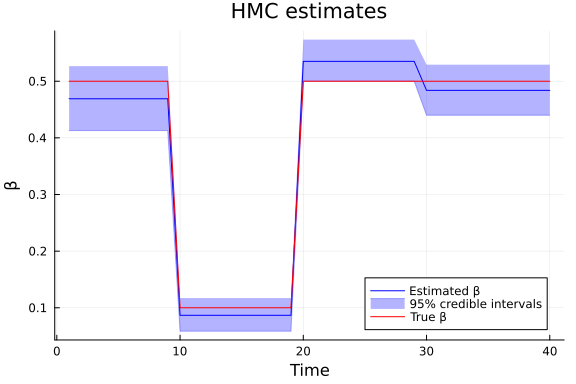 HMC estimates
0.5
0.4
0.3
0.2
0.1
β
0
10
20
30
40
Time
Estimated β
95% credible intervals
True β